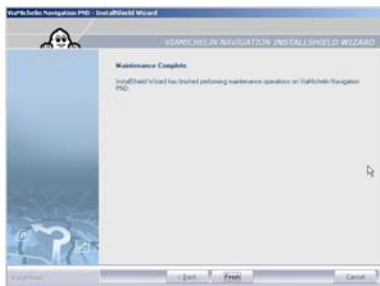 ViaMichelin Navigation PND - InstallShield Wizard
VIAMICHELIN NAVIGATION INSTALLSHIELD WIZARD
Maintenance Complete
InstallShield Wizard has finished performing maintenance operations on ViaMichelin Navigation
PND.
InstallShield
< Back
Finish
Cancel